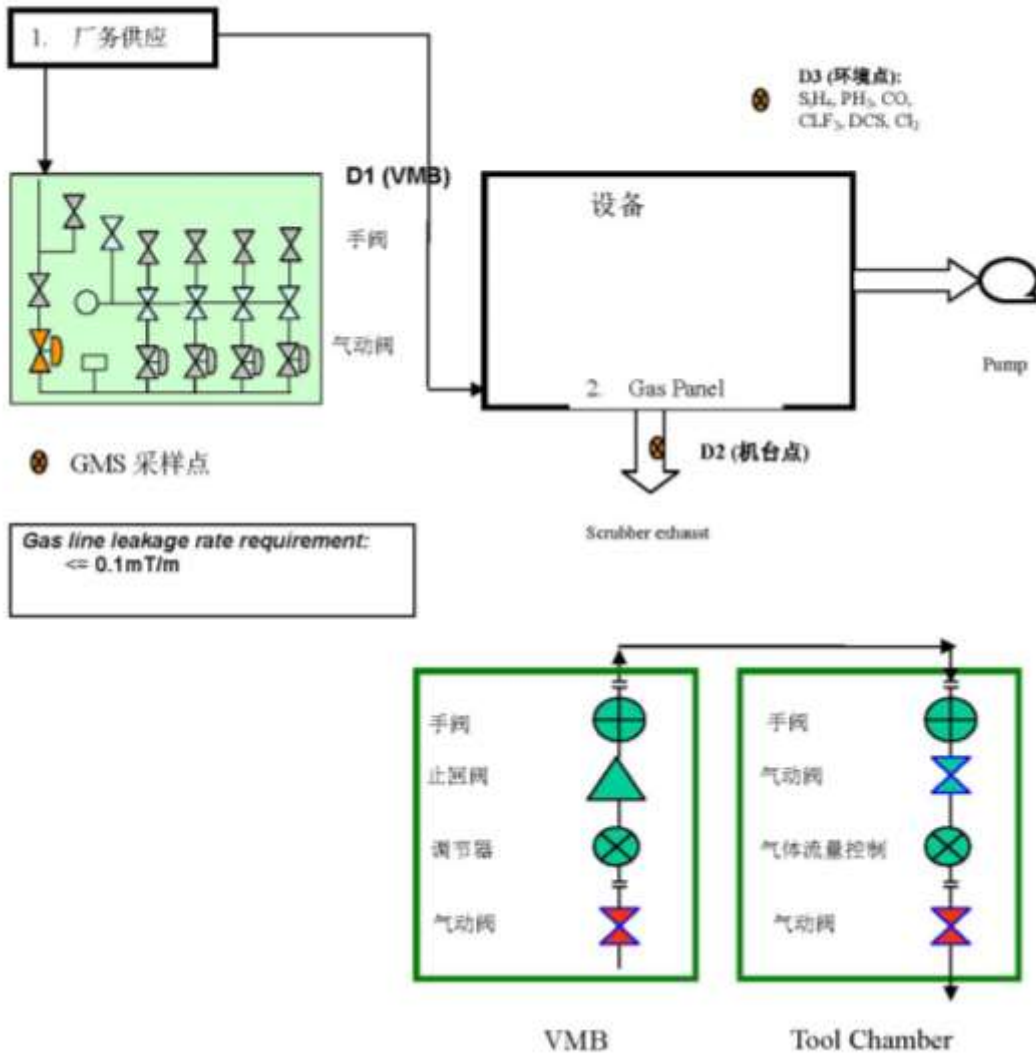 1. 厂务供应
D3 (环境点):
SiH₄, PH₃, CO,
CLF₃, DCS, Cl₂
D1 (VMB)
手阀
设备
气动阀
Pump
2. Gas Panel
D2 (机台点)
GMS 采样点
Scrubber exhaust
Gas line leakage rate requirement:
<= 0.1mT/m
手阀
手阀
止回阀
气动阀
调节器
气体流量控制
气动阀
气动阀
VMB
Tool Chamber